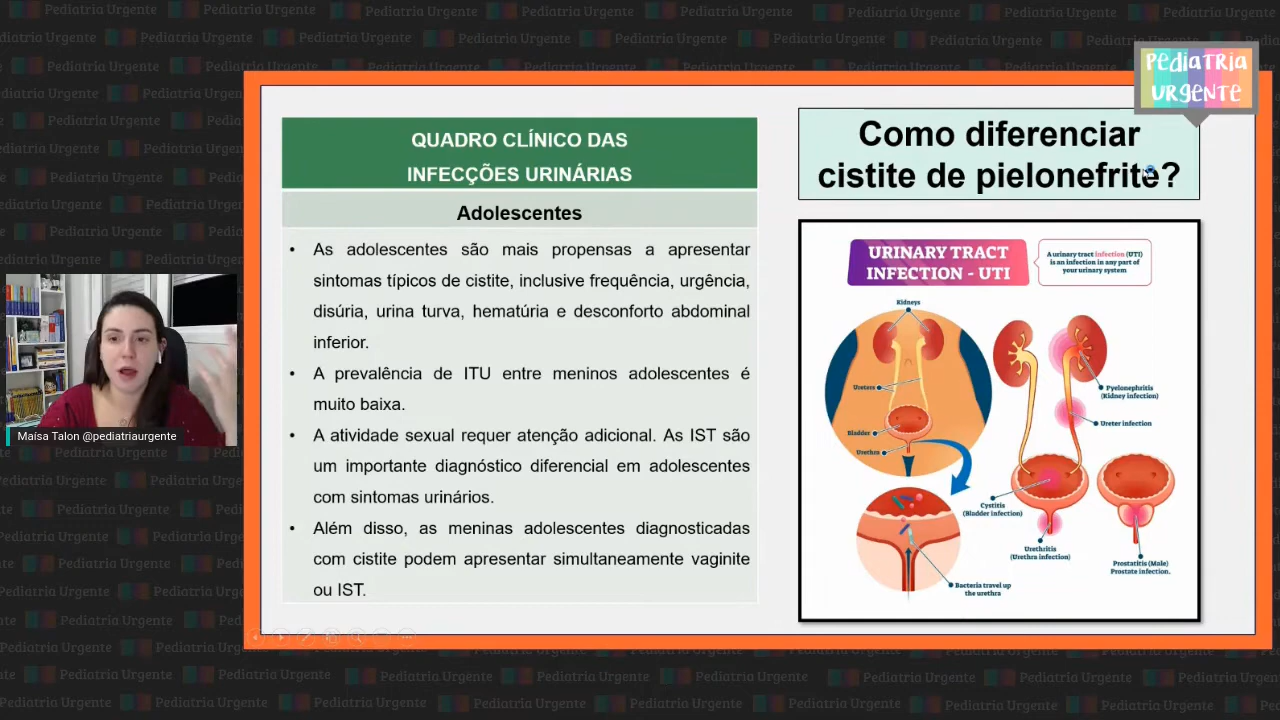 PEDIATRIA
URGENTE
QUADRO CLÍNICO DAS
INFECÇÕES URINÁRIAS
Adolescentes
• As adolescentes são mais propensas a apresentar
sintomas típicos de cistite, inclusive frequência, urgência,
disúria, urina turva, hematúria e desconforto abdominal
inferior.
• A prevalência de ITU entre meninos adolescentes é
muito baixa.
• A atividade sexual requer atenção adicional. As IST são
um importante diagnóstico diferencial em adolescentes
com sintomas urinários.
• Além disso, as meninas adolescentes diagnosticadas
com cistite podem apresentar simultaneamente vaginite
ou IST.
Como diferenciar
cistite de pielonefrite?
URINARY TRACT
INFECTION - UTI
A urinary tract infection (UTI)
is an infection in any part of
your urinary system
Kidneys
Ureters
Bladder
Urethra
Pyelonephritis
(Kidney infection)
Ureter infection
Cystitis
(Bladder infection)
Urethritis
(Urethra infection)
Prostatitis (Male)
Prostate infection.
Bacteria travel up
the urethra
Maísa Talon @pediatriaurgente
Pediatria Urgente